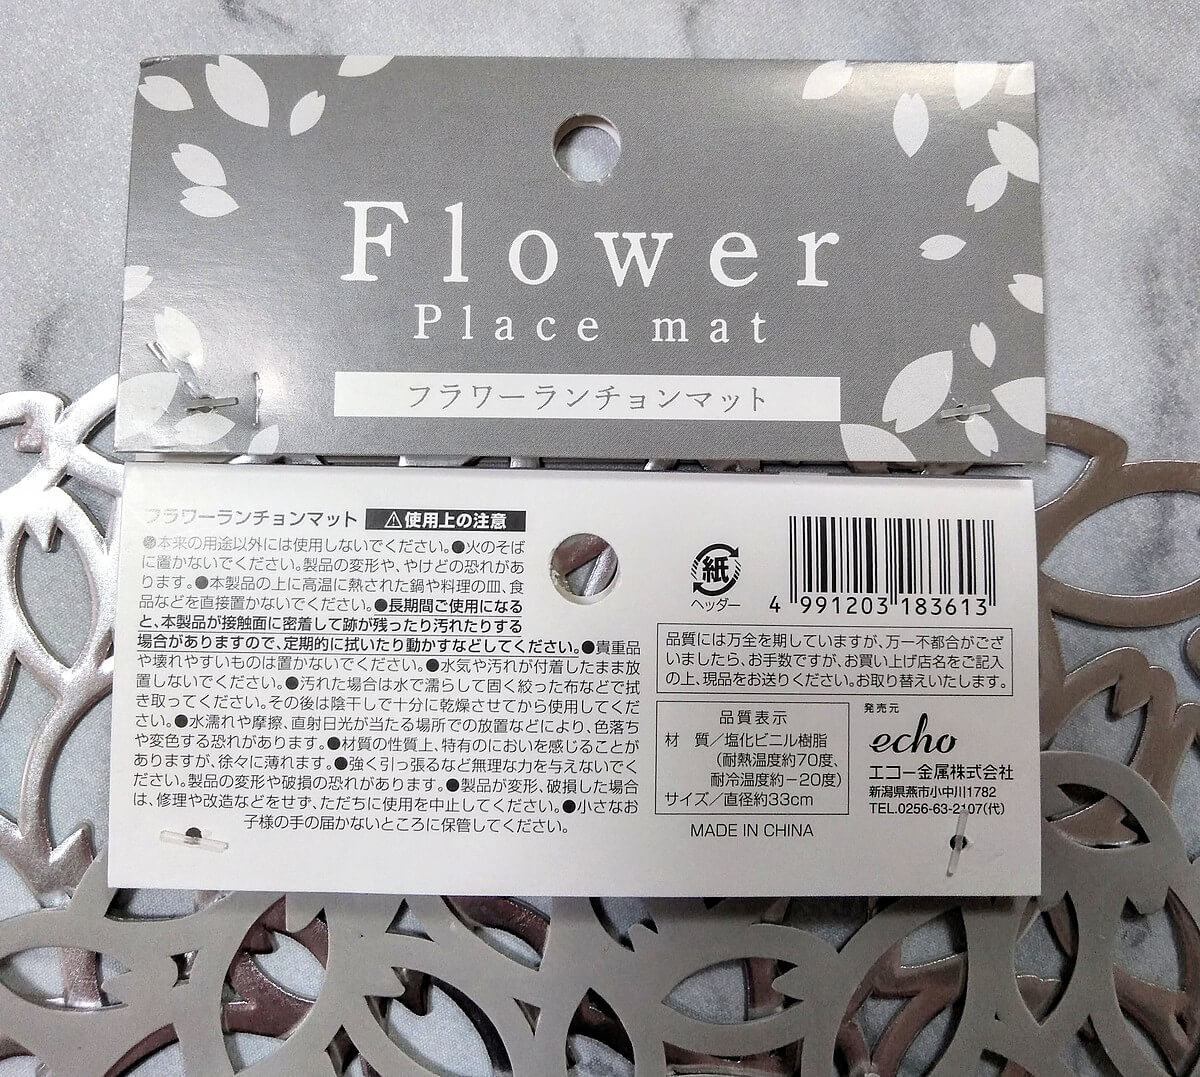 Flower
Place mat
フラワーランチョンマット
フラワーランチョンマット ⚠使用上の注意
●本来の用途以外には使用しないでください。●火のそば
に置かないでください。製品の変形や、やけどの恐れがあ
ります。●本製品の上に高温に熱された鍋や料理の皿、食
品などを直接置かないでください。●長期間ご使用になる
と、本製品が接触面に密着して跡が残ったり汚れたりする
場合がありますので、定期的に拭いたり動かすなどしてください。●貴重品
や壊れやすいものは置かないでください。●水気や汚れが付着したまま放
置しないでください。●汚れた場合は水で濡らして固く絞った布などで拭
き取ってください。その後は陰干しで十分に乾燥させてから使用してくだ
さい。●水濡れや摩擦、直射日光が当たる場所での放置などにより、色落ち
や変色する恐れがあります。●材質の性質上、特有のにおいを感じることが
ありますが、徐々に薄れます。●強く引っ張るなど無理な力を与えないでく
ださい。製品の変形や破損の恐れがあります。●製品が変形、破損した場合
は、修理や改造などをせず、ただちに使用を中止してください。●小さなお
子様の手の届かないところに保管してください。
紙
ヘッダー
4 991203 183613
品質には万全を期していますが、万一不都合がござ
いましたら、お手数ですが、お買い上げ店名をご記入
の上、現品をお送りください。お取り替えいたします。
品質表示
材 質／塩化ビニル樹脂
（耐熱温度約70度、
耐冷温度約－20度）
サイズ／直径約33cm
MADE IN CHINA
発売元
echo
エコー金属株式会社
新潟県燕市小中川1782
TEL.0256-63-2107(代)